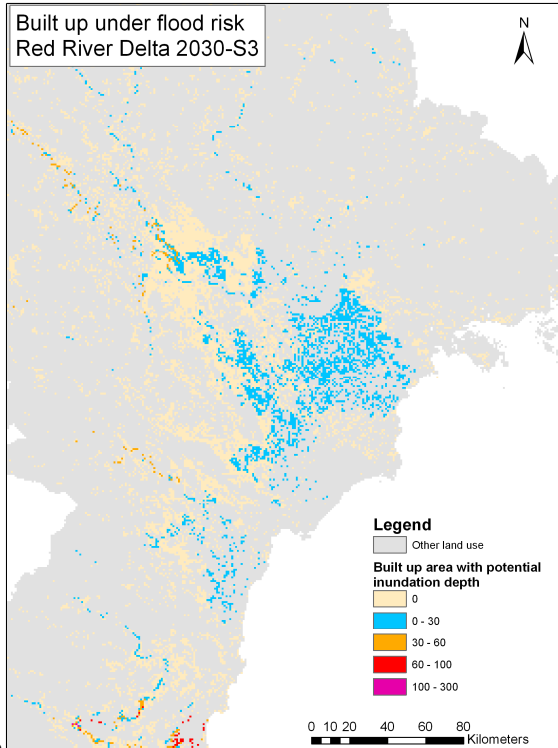 Built up under flood risk
Red River Delta 2030-S3
N
Legend
Other land use
Built up area with potential
inundation depth
0
0 - 30
30 - 60
60 - 100
100 - 300
0 10 20 40 60 80
Kilometers